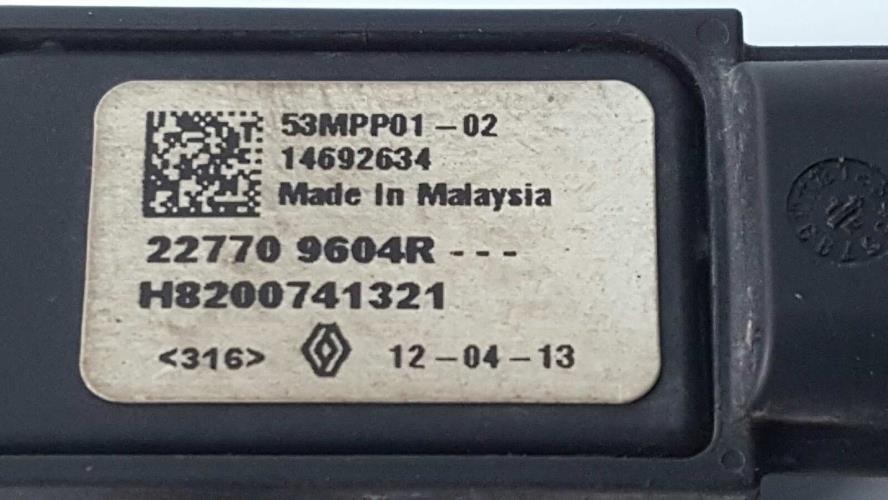 53MPP01-02
14692634
Made In Malaysia
22770 9604R ---
H8200741321
<316> 12-04-13